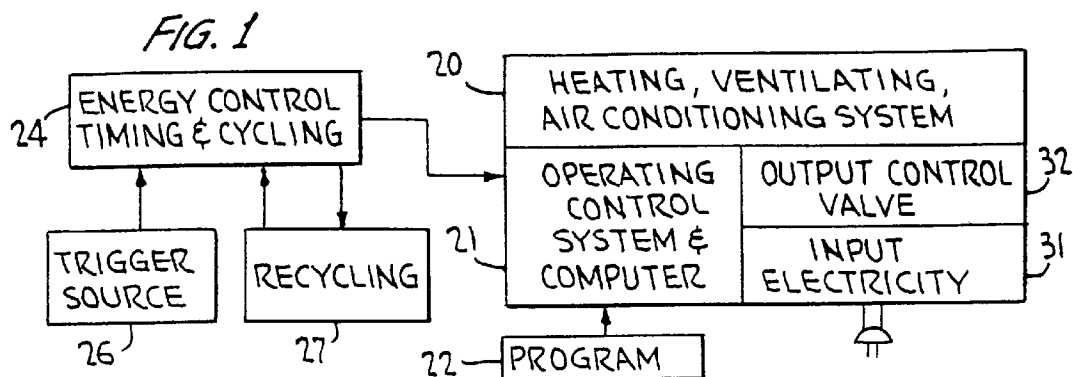 FIG. 1
24
ENERGY CONTROL
TIMING & CYCLING
TRIGGER
SOURCE
26
RECYCLING
27
20
HEATING, VENTILATING,
AIR CONDITIONING SYSTEM
21
OPERATING
CONTROL
SYSTEM &
COMPUTER
OUTPUT CONTROL
VALVE
32
INPUT
ELECTRICITY
31
22
PROGRAM